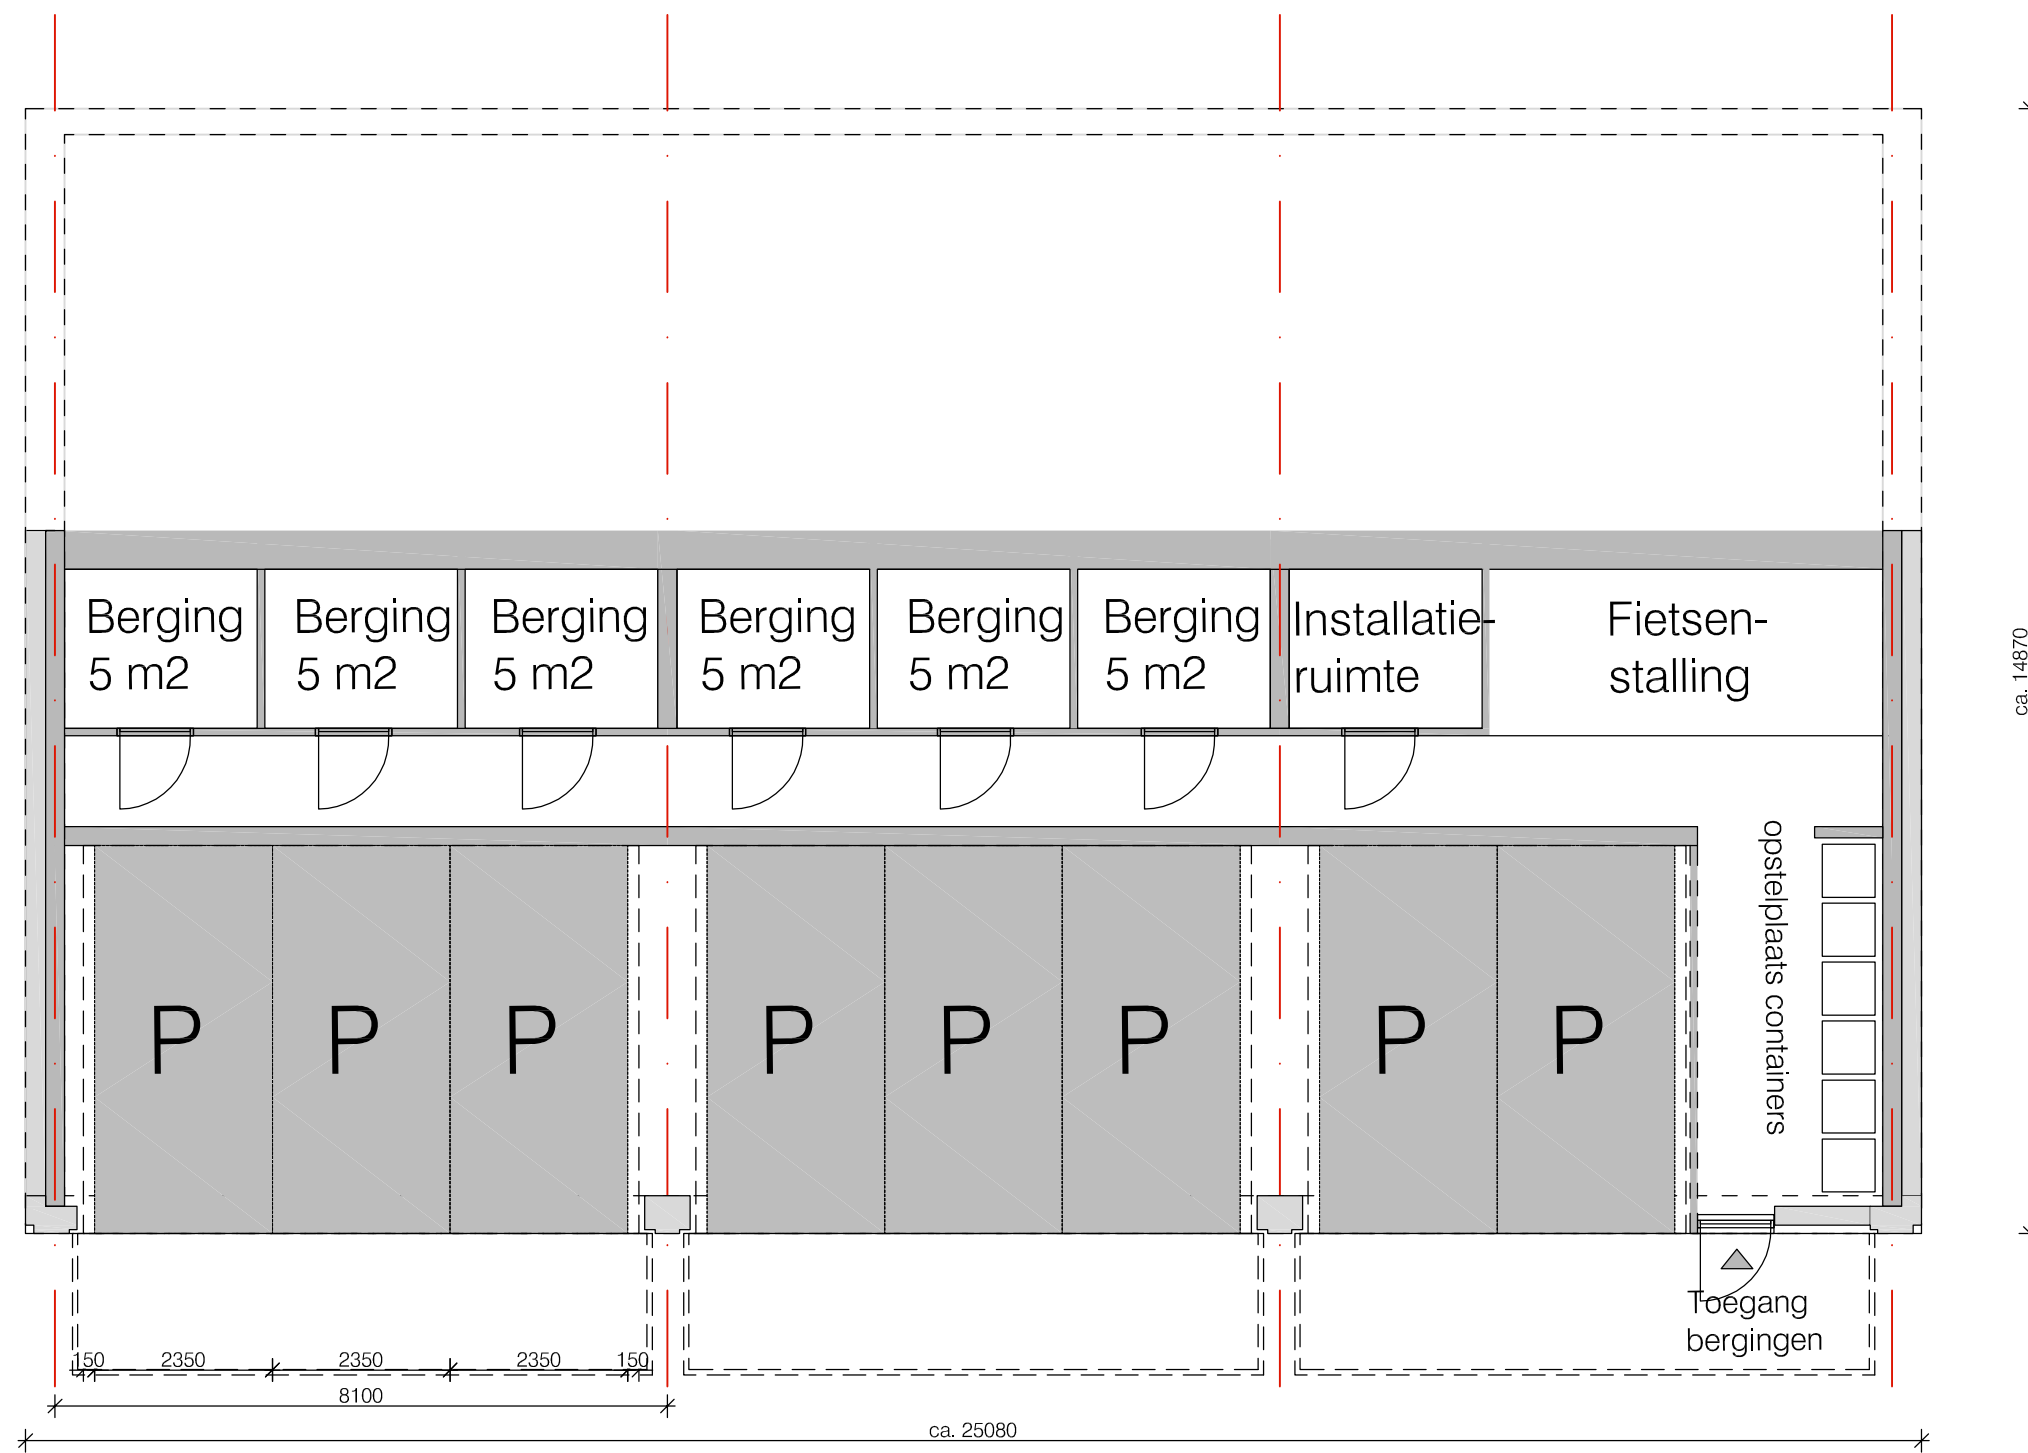 Berging
5 m2
Berging
5 m2
Berging
5 m2
Berging
5 m2
Berging
5 m2
Berging
5 m2
Installatie-
ruimte
Fietsen-
stalling
ca. 14870
opstelplaats containers
P
P
P
P
P
P
P
P
Toegang
bergingen
150
2350
2350
2350
150
8100
ca. 25080